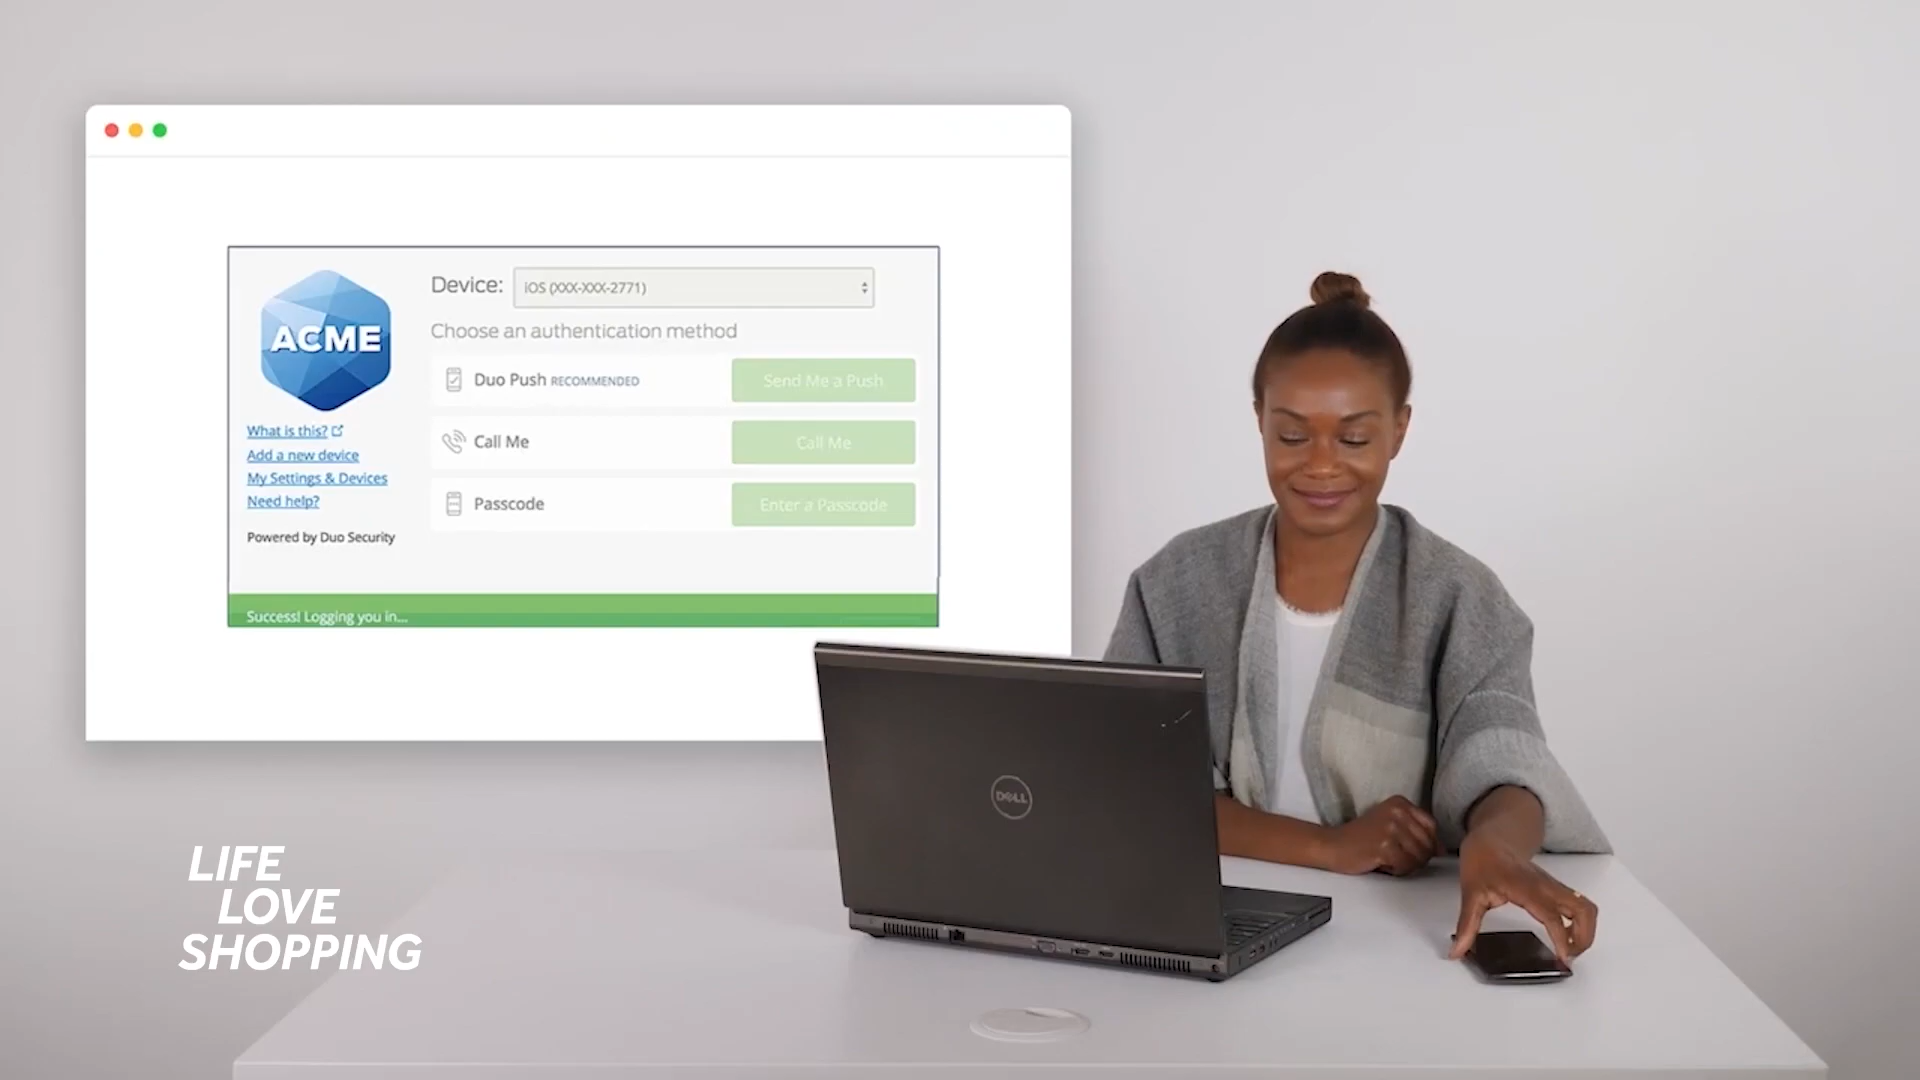 ACME
What is this?
Add a new device
My Settings & Devices
Need help?
Powered by Duo Security
Device: iOS (XXX-XXX-2771)
Choose an authentication method
Duo Push RECOMMENDED
Send Me a Push
Call Me
Call Me
Passcode
Enter a Passcode
Success! Logging you in...
DELL
LIFE
LOVE
SHOPPING